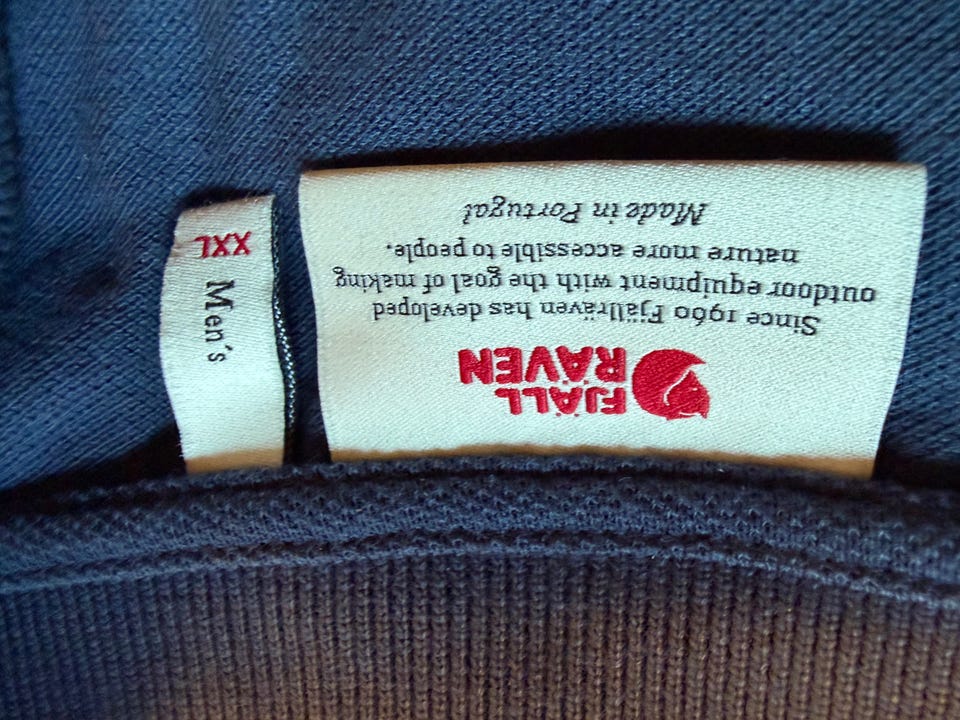 FJÄLL
RÄVEN
Since 1960 Fjällräven has developed
outdoor equipment with the goal of making
nature more accessible to people.
Made in Portugal
XXL
Men's